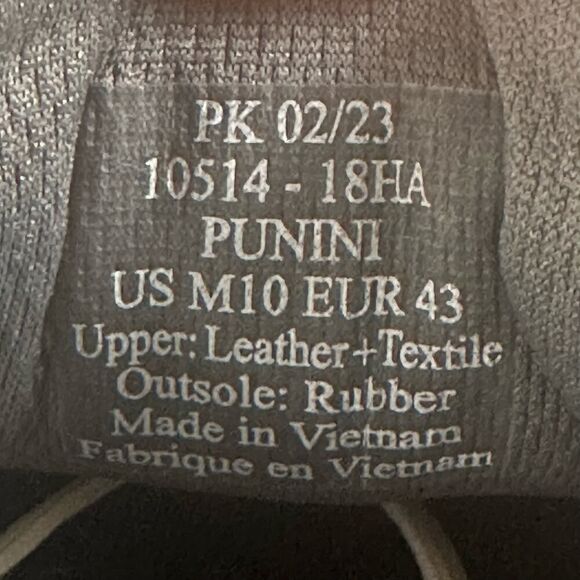 PK 02/23
10514 - 18HA
PUNINI
US M10 EUR 43
Upper: Leather+Textile
Outsole: Rubber
Made in Vietnam
Fabrique en Vietnam